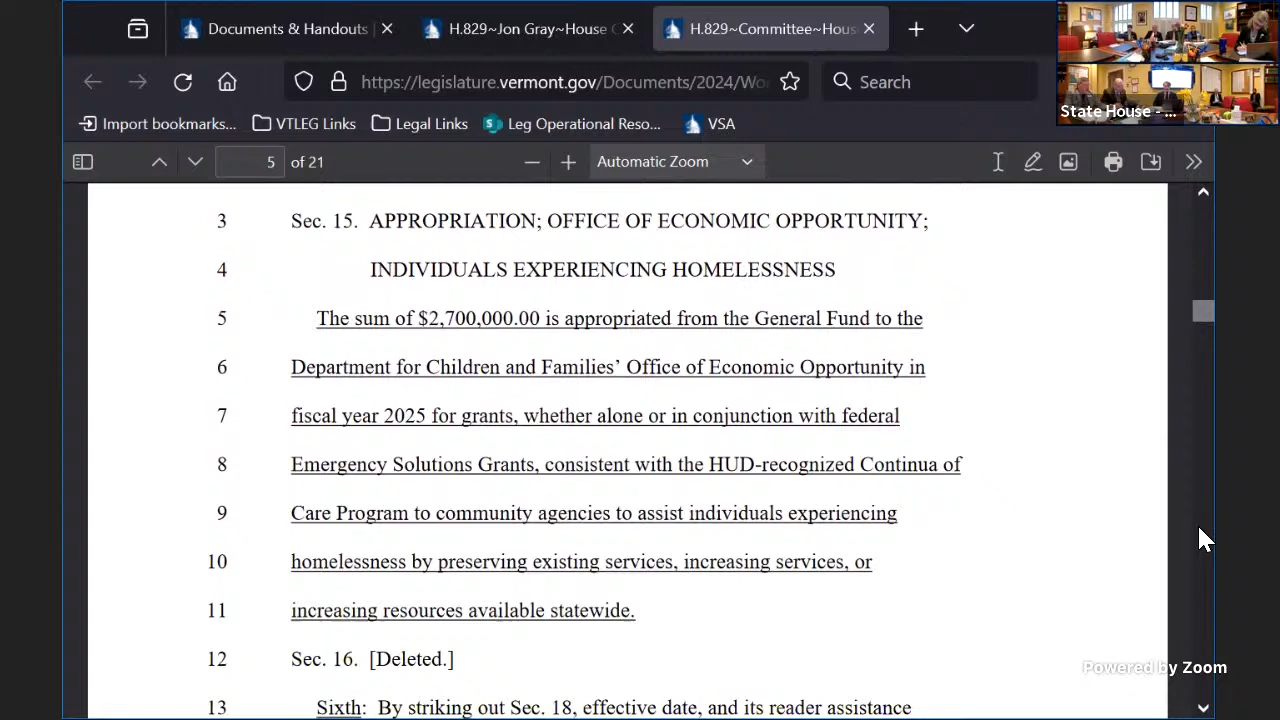 Documents & Handouts
H.829~Jon Gray~House
H.829~Committee~Hous
https://legislature.vermont.gov/Documents/2024/Wo
Search
State House - ...
Import bookmarks...
VTLEG Links
Legal Links
Leg Operational Reso...
VSA
5 of 21
Automatic Zoom
3 Sec. 15. APPROPRIATION; OFFICE OF ECONOMIC OPPORTUNITY;
4 INDIVIDUALS EXPERIENCING HOMELESSNESS
5 The sum of $2,700,000.00 is appropriated from the General Fund to the
6 Department for Children and Families’ Office of Economic Opportunity in
7 fiscal year 2025 for grants, whether alone or in conjunction with federal
8 Emergency Solutions Grants, consistent with the HUD-recognized Continua of
9 Care Program to community agencies to assist individuals experiencing
10 homelessness by preserving existing services, increasing services, or
11 increasing resources available statewide.
12 Sec. 16. [Deleted.]
Powered by Zoom
13 Sixth: By striking out Sec. 18, effective date, and its reader assistance